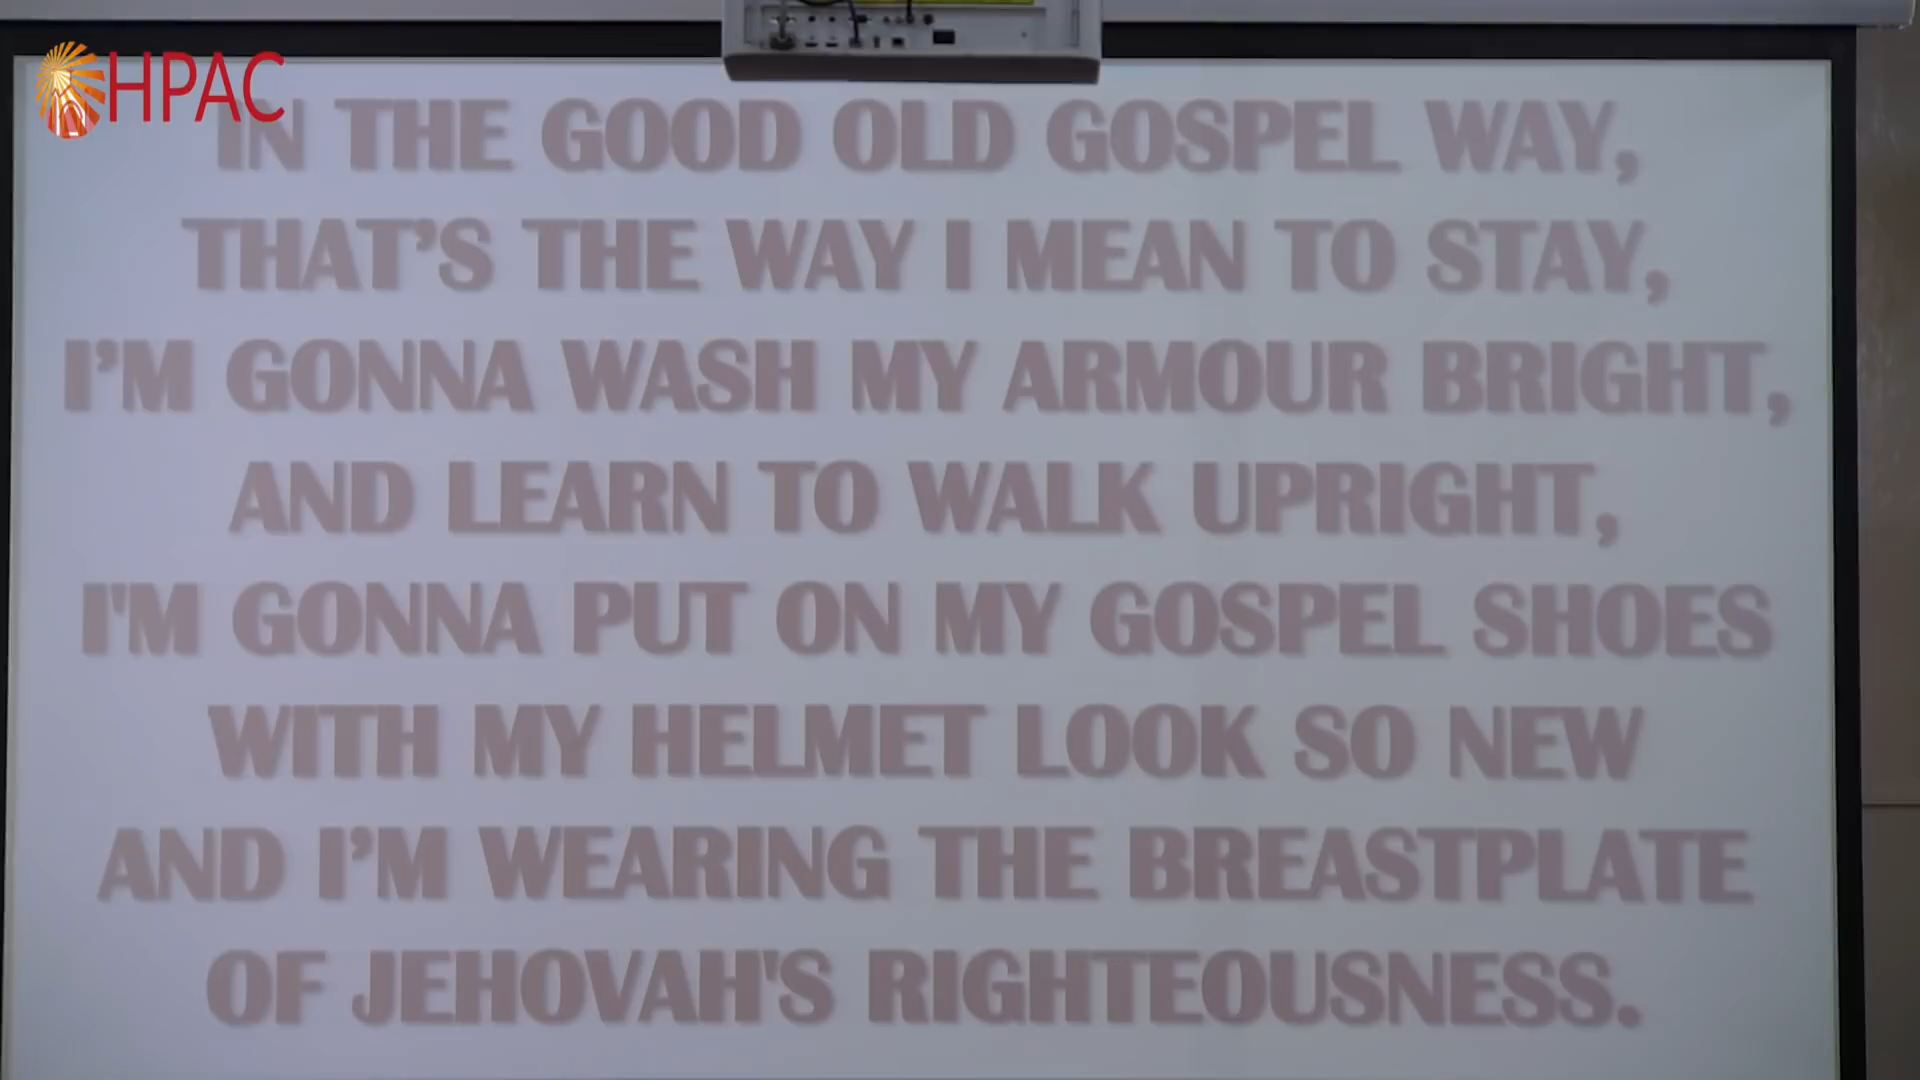 HPAC
IN THE GOOD OLD GOSPEL WAY,
THAT'S THE WAY I MEAN TO STAY,
I'M GONNA WASH MY ARMOUR BRIGHT,
AND LEARN TO WALK UPRIGHT,
I'M GONNA PUT ON MY GOSPEL SHOES
WITH MY HELMET LOOK SO NEW
AND I'M WEARING THE BREASTPLATE
OF JEHOVAH'S RIGHTEOUSNESS.